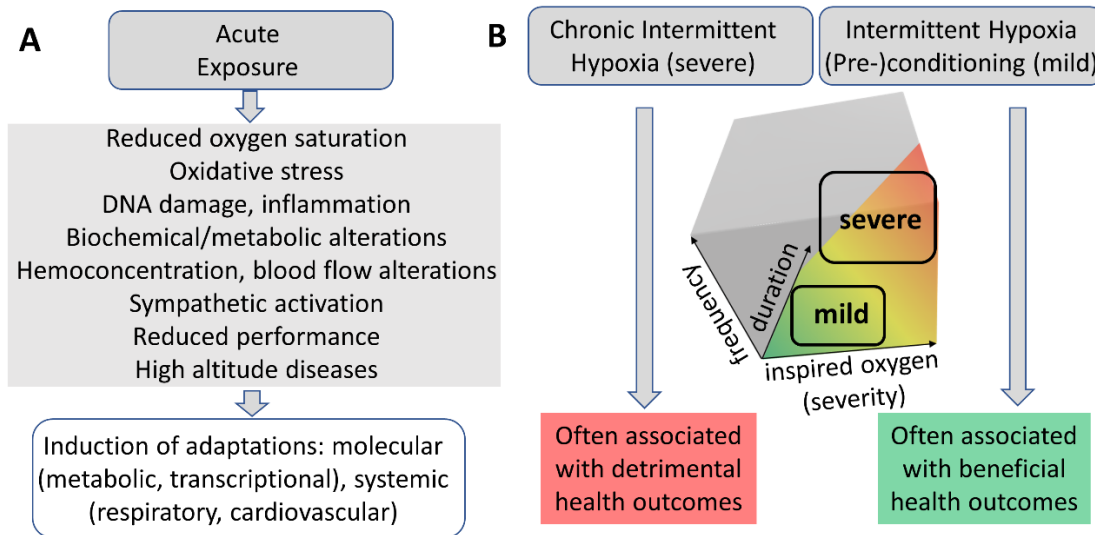 A
Acute
Exposure
Reduced oxygen saturation
Oxidative stress
DNA damage, inflammation
Biochemical/metabolic alterations
Hemoconcentration, blood flow alterations
Sympathetic activation
Reduced performance
High altitude diseases
Induction of adaptations: molecular
(metabolic, transcriptional), systemic
(respiratory, cardiovascular)
B
Chronic Intermittent
Hypoxia (severe)
Intermittent Hypoxia
(Pre-)conditioning (mild)
severe
mild
frequency
duration
inspired oxygen
(severity)
Often associated
with detrimental
health outcomes
Often associated
with beneficial
health outcomes